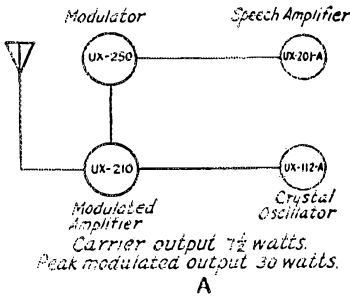 Modulator Speech Amplifier
UX-250 UX-201-A
UX-210 UX-112-A
Modulated Amplifier Crystal Oscillator
Carrier output 7½ watts.
Peak modulated output 30 watts.
A